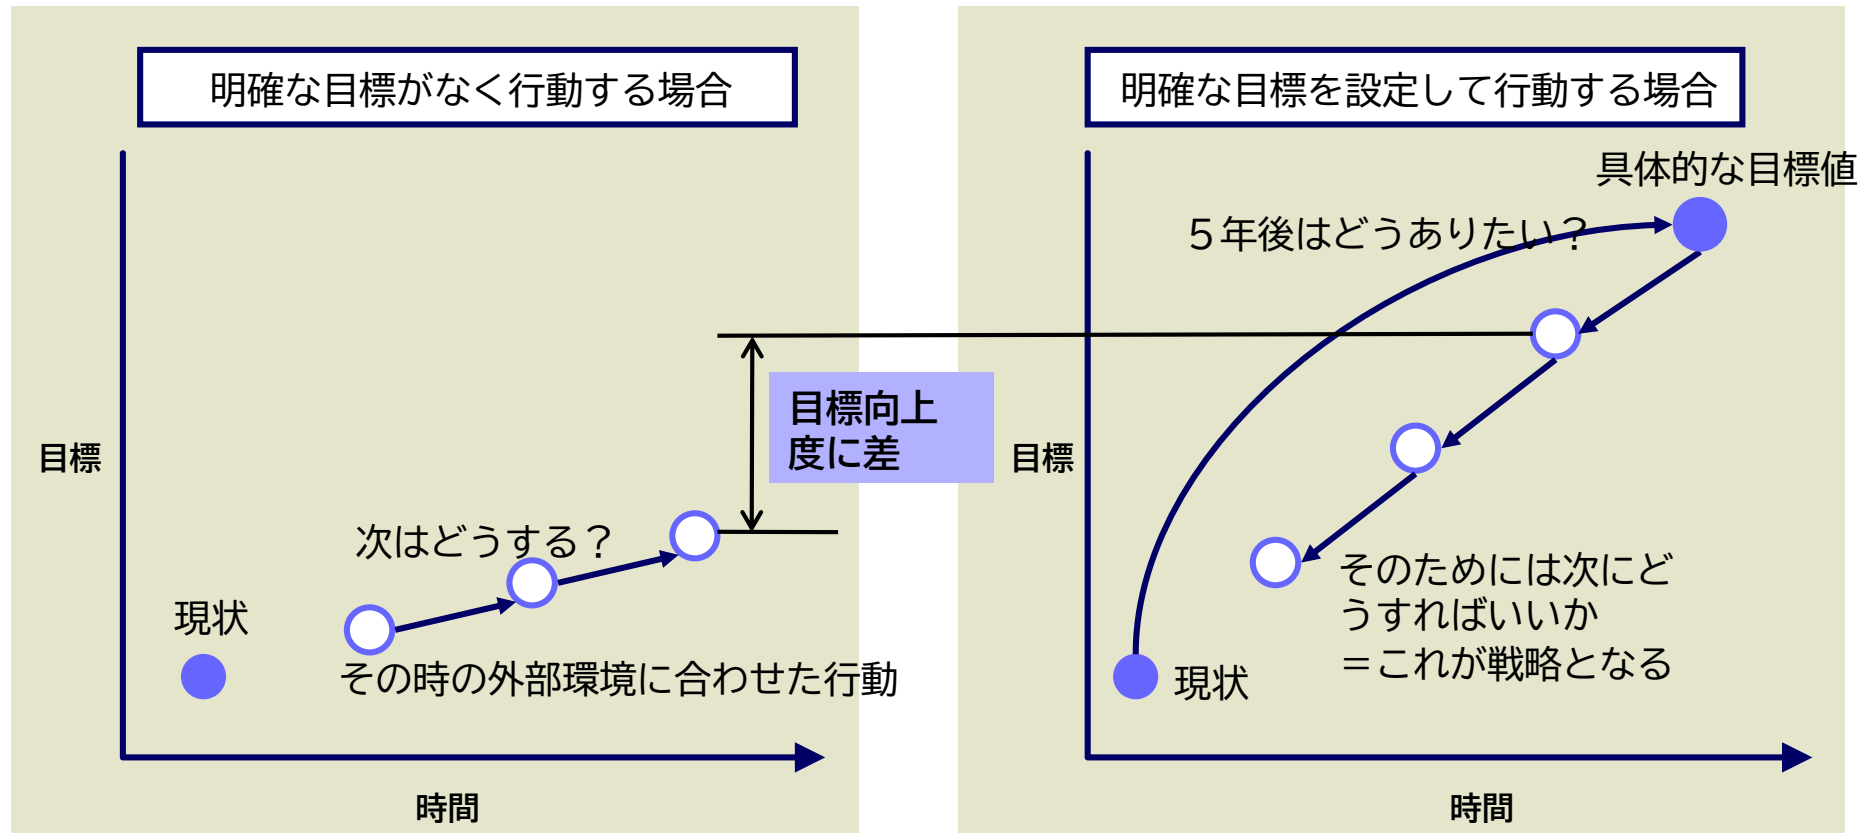 明確な目標がなく行動する場合
目標
次はどうする？
現状
その時の外部環境に合わせた行動
時間
目標向上
度に差
明確な目標を設定して行動する場合
具体的な目標値
５年後はどうありたい？
目標
そのためには次にど
うすればいいか
＝これが戦略となる
現状
時間